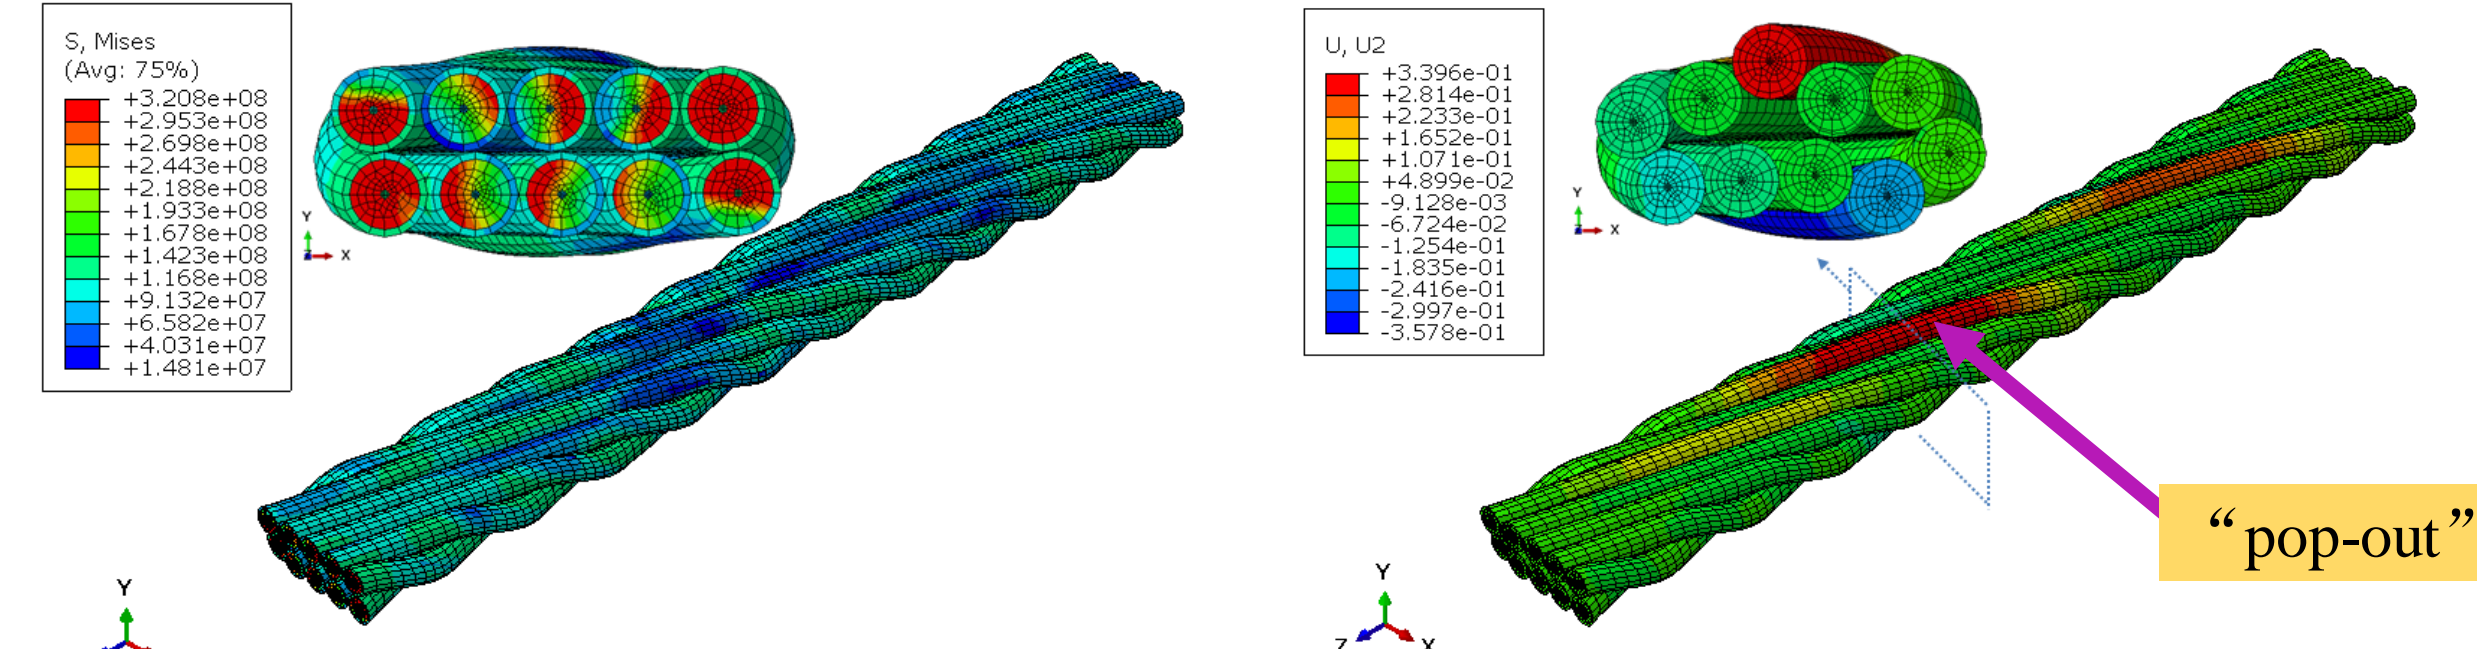 S, Mises
(Avg: 75%)
+3.208e+08
+2.953e+08
+2.698e+08
+2.443e+08
+2.188e+08
+1.933e+08
+1.678e+08
+1.423e+08
+1.168e+08
+9.132e+07
+6.582e+07
+4.031e+07
+1.481e+07
Y
X
Y
U, U2
+3.396e-01
+2.814e-01
+2.233e-01
+1.652e-01
+1.071e-01
+4.899e-02
-9.128e-03
-6.724e-02
-1.254e-01
-1.835e-01
-2.416e-01
-2.997e-01
-3.578e-01
Y
X
Y
Z
X
“pop-out”